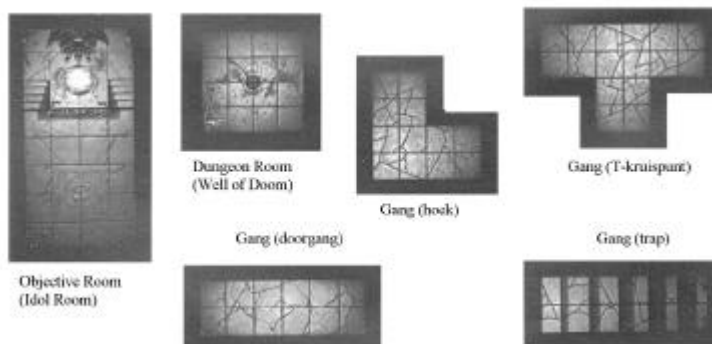 Dungeon Room
(Well of Doom)
Gang (hoek)
Gang (T-kruispunt)
Objective Room
(Idol Room)
Gang (doorgang)
Gang (trap)